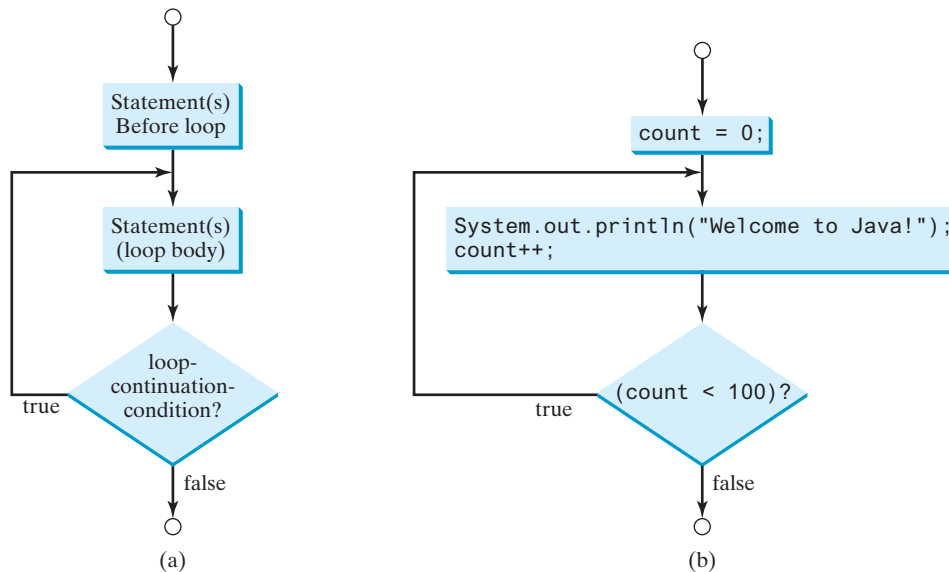 Statement(s)
Before loop
Statement(s)
(loop body)
loop-
continuation-
condition?
true
false
(a)
count = 0;
System.out.println("Welcome to Java!");
count++;
(count < 100)?
true
false
(b)